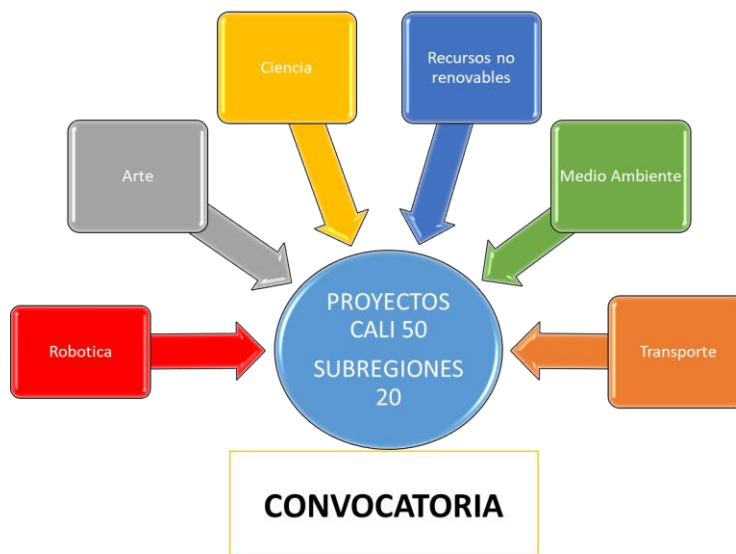 Ciencia
Recursos no
renovables
Arte
Medio Ambiente
Robotica
PROYECTOS
CALI 50
SUBREGIONES
20
Transporte
CONVOCATORIA